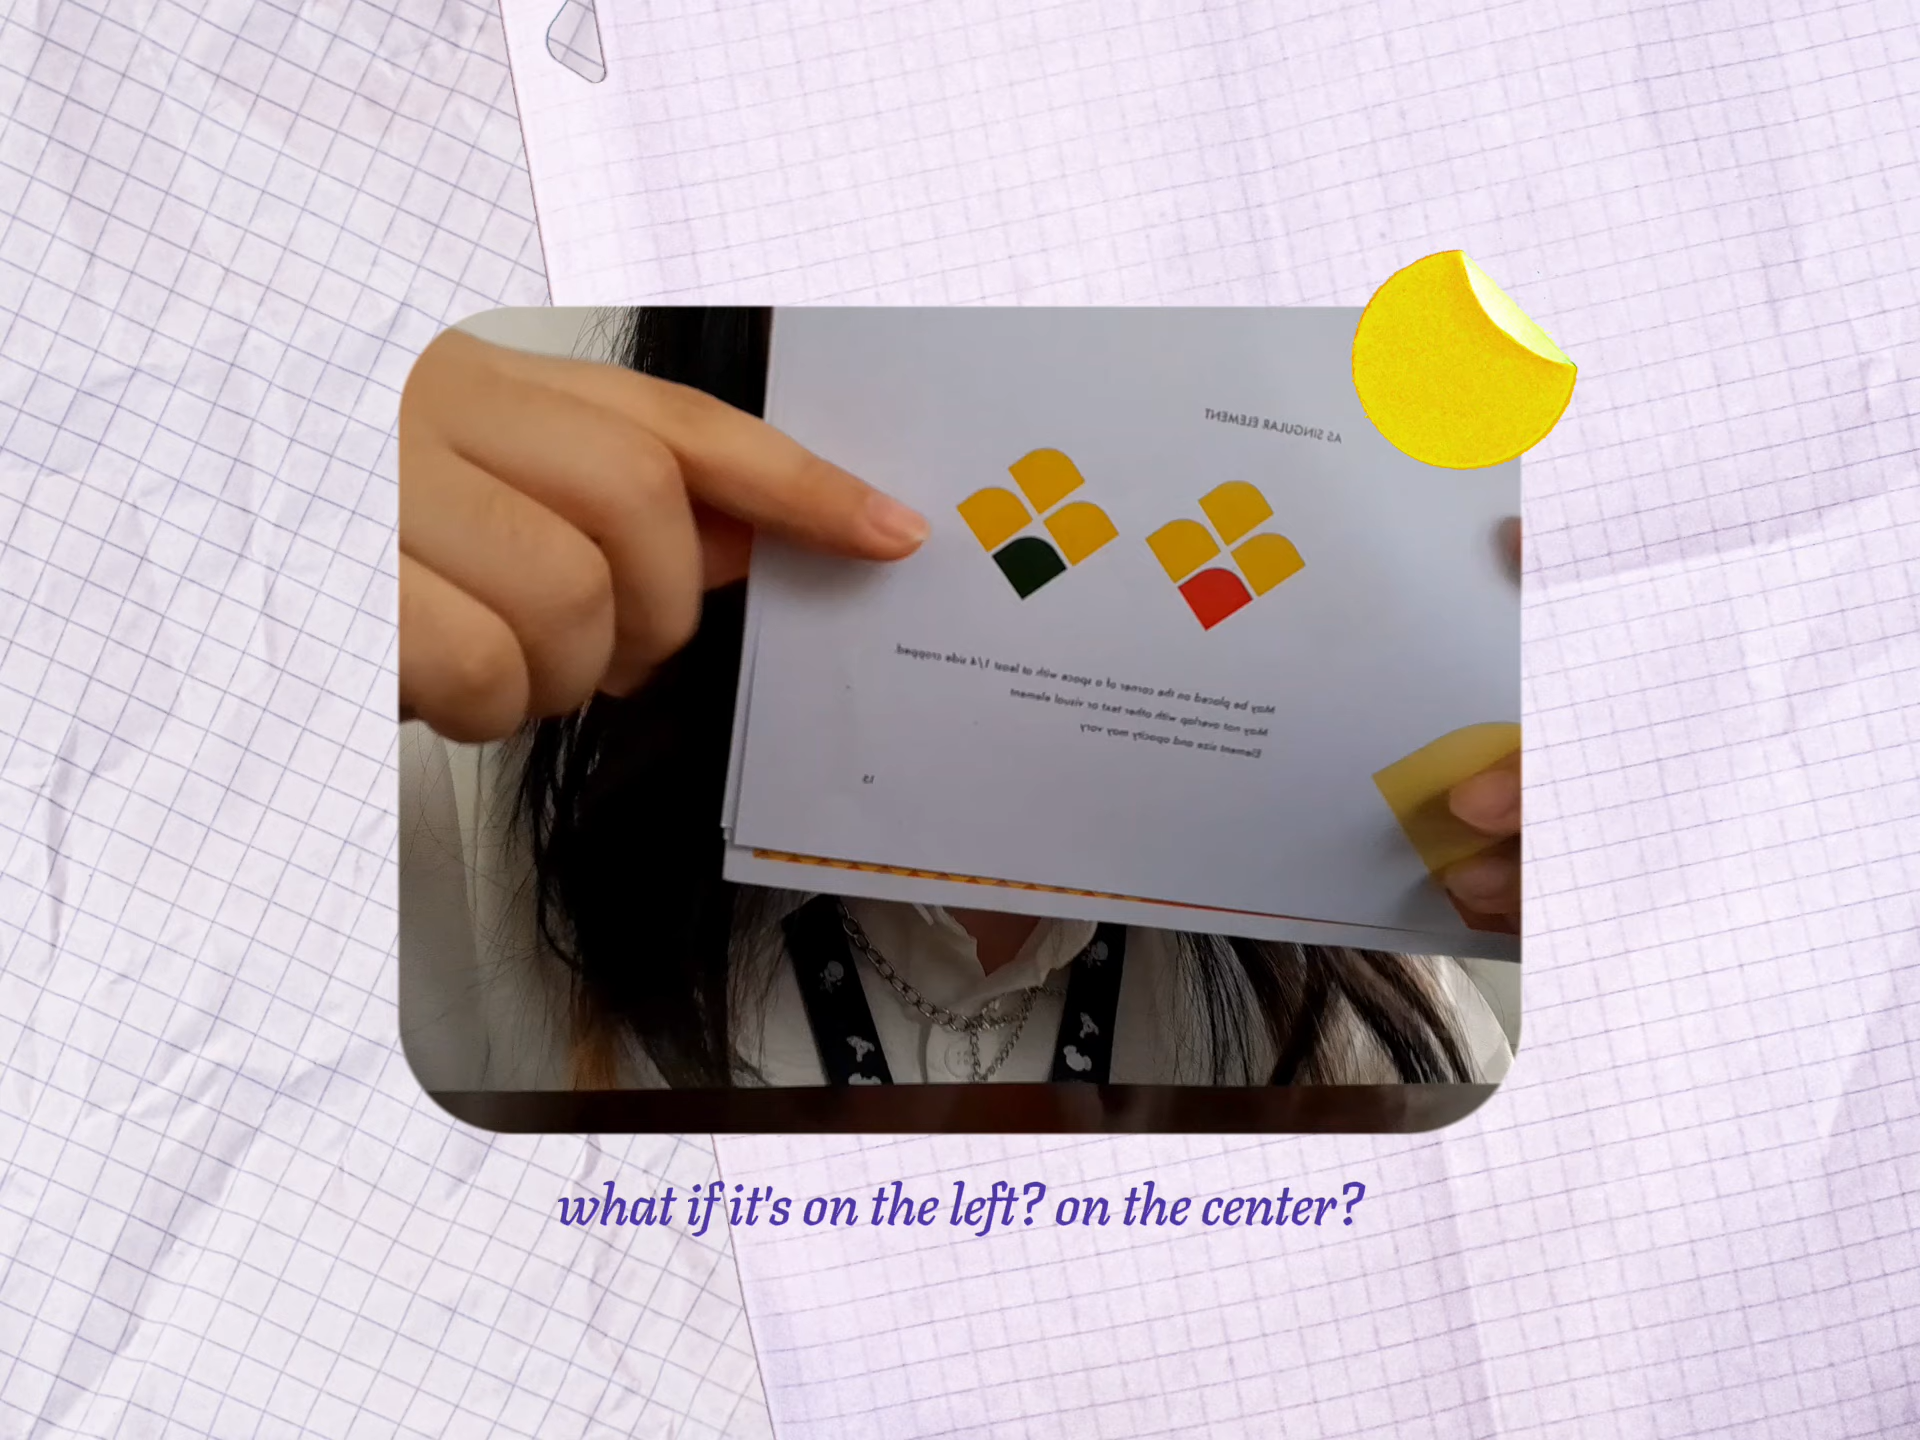 AS SINGULAR ELEMENT
May be placed on the corner of a space with at least 1/4 side cropped.
May not overlap with other text or visual element
Element size and opacity may vary
15
what if it's on the left? on the center?